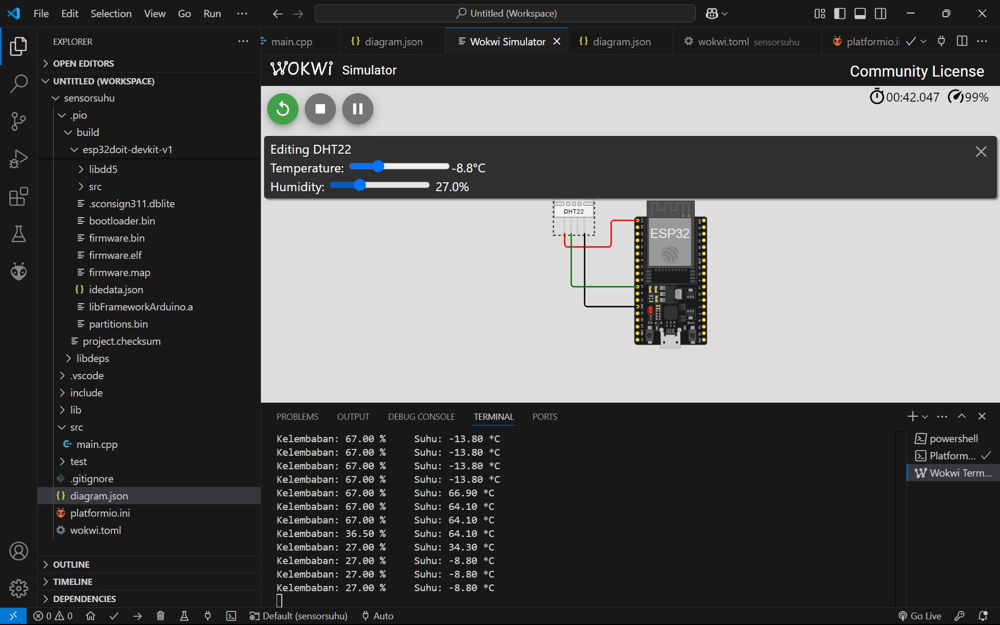 File Edit Selection View Go Run ···
Untitled (Workspace)
EXPLORER
OPEN EDITORS
UNTITLED (WORKSPACE)
sensorsuhu
.pio
build
esp32doit-devkit-v1
libdd5
src
.sconsign311.dblite
bootloader.bin
firmware.bin
firmware.elf
firmware.map
idedata.json
libFrameworkArduino.a
partitions.bin
project.checksum
libdeps
.vscode
include
lib
src
main.cpp
test
.gitignore
diagram.json
platformio.ini
wokwi.toml
OUTLINE
TIMELINE
DEPENDENCIES
main.cpp
diagram.json
Wokwi Simulator
diagram.json
wokwi.toml sensorsuhu
platformio.i
WOKWi Simulator
Community License
00:42.047 99%
Editing DHT22
Temperature: -8.8°C
Humidity: 27.0%
DHT22
ESP32
EN
Boot
PROBLEMS OUTPUT DEBUG CONSOLE TERMINAL PORTS
Kelembaban: 67.00 % Suhu: -13.80 *C
Kelembaban: 67.00 % Suhu: -13.80 *C
Kelembaban: 67.00 % Suhu: -13.80 *C
Kelembaban: 67.00 % Suhu: -13.80 *C
Kelembaban: 67.00 % Suhu: 66.90 *C
Kelembaban: 67.00 % Suhu: 64.10 *C
Kelembaban: 67.00 % Suhu: 64.10 *C
Kelembaban: 36.50 % Suhu: 64.10 *C
Kelembaban: 27.00 % Suhu: 34.30 *C
Kelembaban: 27.00 % Suhu: -8.80 *C
Kelembaban: 27.00 % Suhu: -8.80 *C
Kelembaban: 27.00 % Suhu: -8.80 *C
powershell
Platform...
Wokwi Term...
0 0 Default (sensorsuhu) Auto Go Live